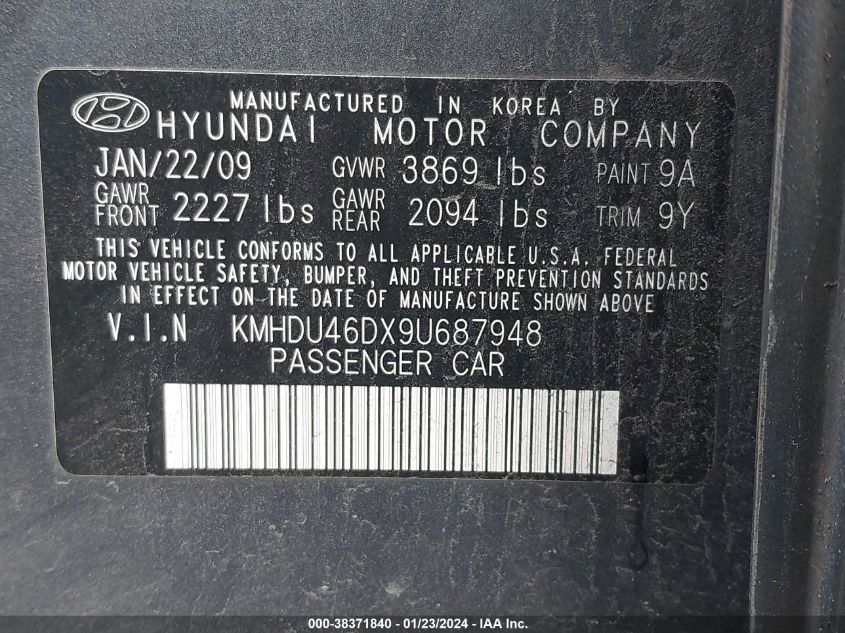 MANUFACTURED IN KOREA BY
HYUNDAI MOTOR COMPANY
JAN/22/09 GVWR 3869 lbs PAINT 9A
GAWR FRONT 2227 lbs GAWR REAR 2094 lbs TRIM 9Y
THIS VEHICLE CONFORMS TO ALL APPLICABLE U.S.A. FEDERAL
MOTOR VEHICLE SAFETY, BUMPER, AND THEFT PREVENTION STANDARDS
IN EFFECT ON THE DATE OF MANUFACTURE SHOWN ABOVE
V.I.N KMHDU46DX9U687948
PASSENGER CAR
000-38371840 - 01/23/2024 - IAA Inc.